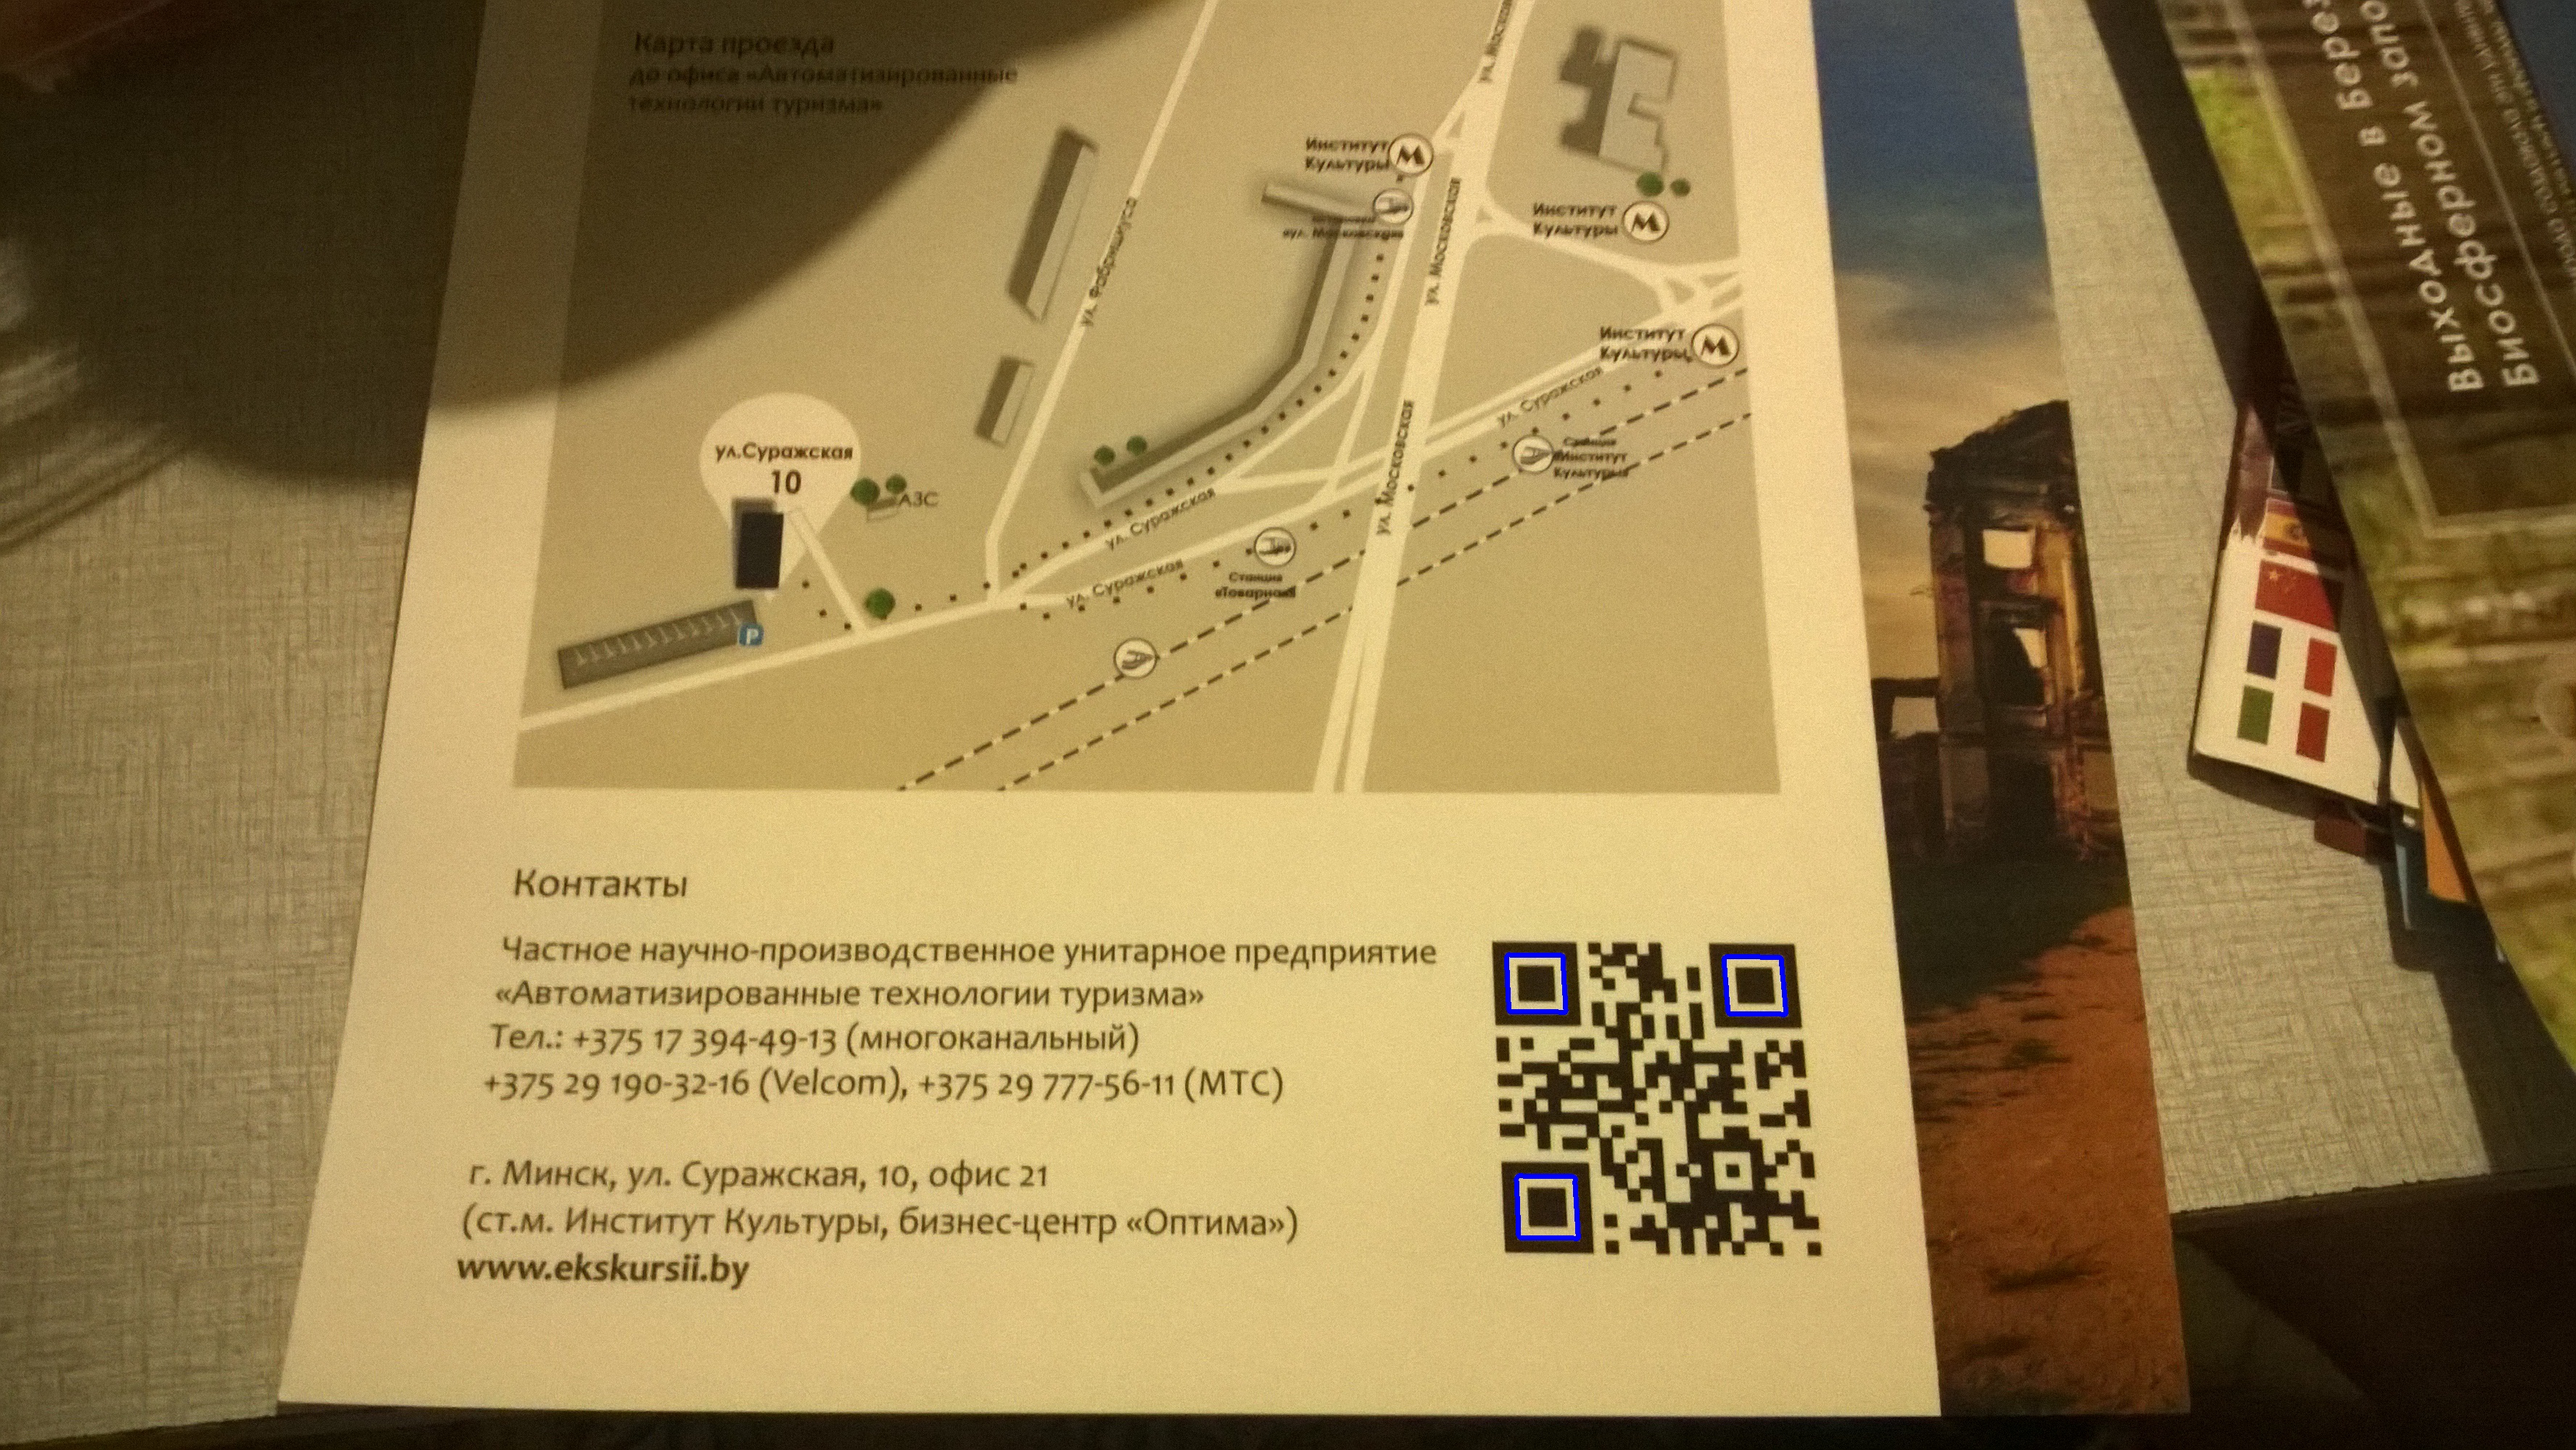 Карта проезда
до офиса «Автоматизированные
технологии туризма»
ул. Московская
Институт
Культуры
М
ул. Московская
Институт
Культуры
М
ул. Фабрициуса
ул. Московская
Институт
Культуры
М
ул. Суражская
ул.Суражская
10
АЗС
Станция
«Институт
Культуры»
ул. Московская
ул. Суражская
ул. Суражская
Станция
«Товарная»
P
Контакты
Частное научно-производственное унитарное предприятие
«Автоматизированные технологии туризма»
Тел.: +375 17 394-49-13 (многоканальный)
+375 29 190-32-16 (Velcom), +375 29 777-56-11 (МТС)
г. Минск, ул. Суражская, 10, офис 21
(ст.м. Институт Культуры, бизнес-центр «Оптима»)
www.ekskursii.by
Выходные в
Биосферном